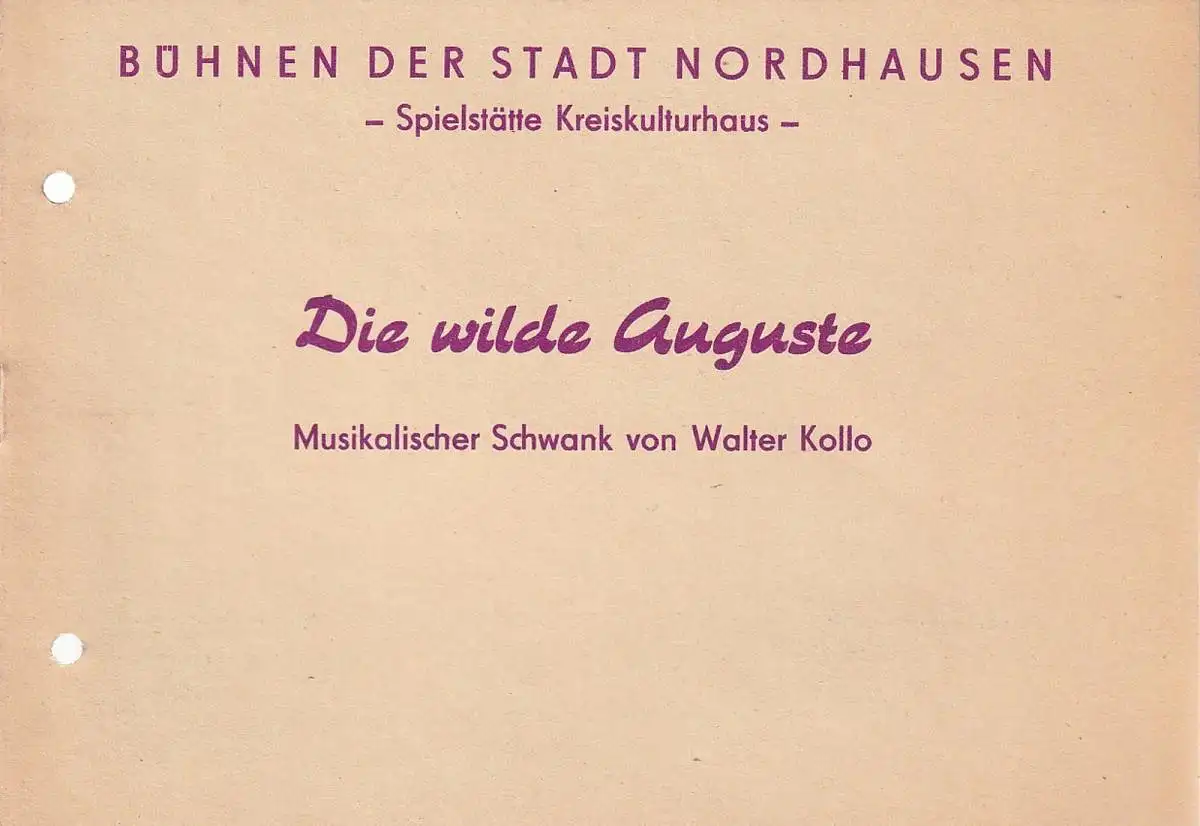 BÜHNEN DER STADT NORDHAUSEN
– Spielstätte Kreiskulturhaus –
Die wilde Auguste
Musikalischer Schwank von Walter Kollo